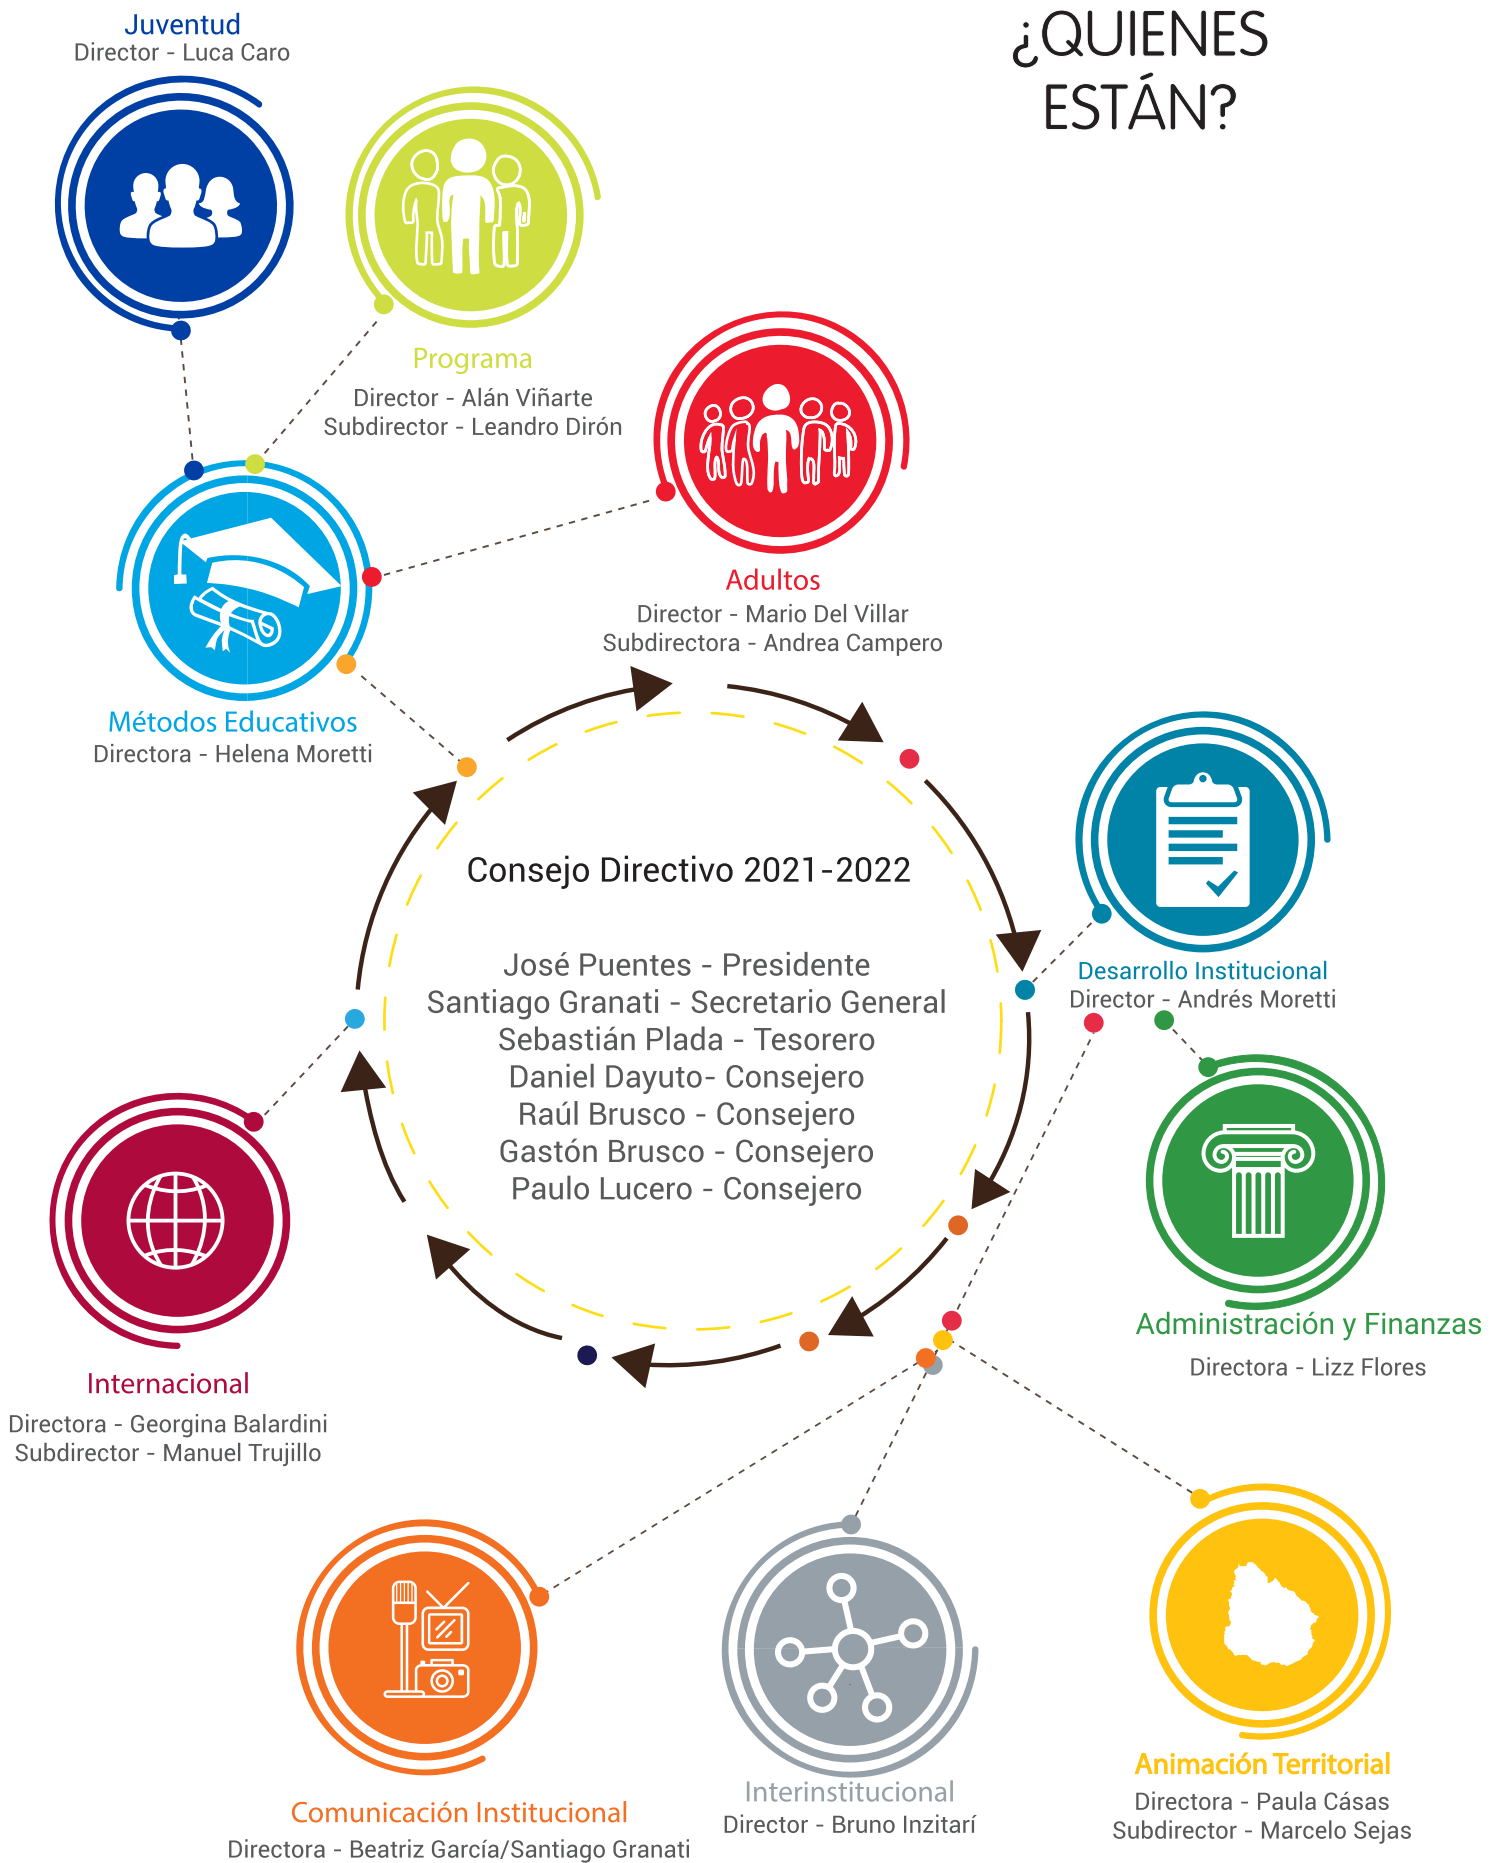 ¿QUIENES
ESTÁN?
Juventud
Director - Luca Caro
Programa
Director - Alán Viñarte
Subdirector - Leandro Dirón
Adultos
Director - Mario Del Villar
Subdirectora - Andrea Campero
Métodos Educativos
Directora - Helena Moretti
Consejo Directivo 2021-2022
José Puentes - Presidente
Santiago Granati - Secretario General
Sebastián Plada - Tesorero
Daniel Dayuto- Consejero
Raúl Brusco - Consejero
Gastón Brusco - Consejero
Paulo Lucero - Consejero
Desarrollo Institucional
Director - Andrés Moretti
Administración y Finanzas
Directora - Lizz Flores
Internacional
Directora - Georgina Balardini
Subdirector - Manuel Trujillo
Comunicación Institucional
Directora - Beatriz García/Santiago Granati
Interinstitucional
Director - Bruno Inzitarí
Animación Territorial
Directora - Paula Cásas
Subdirector - Marcelo Sejas